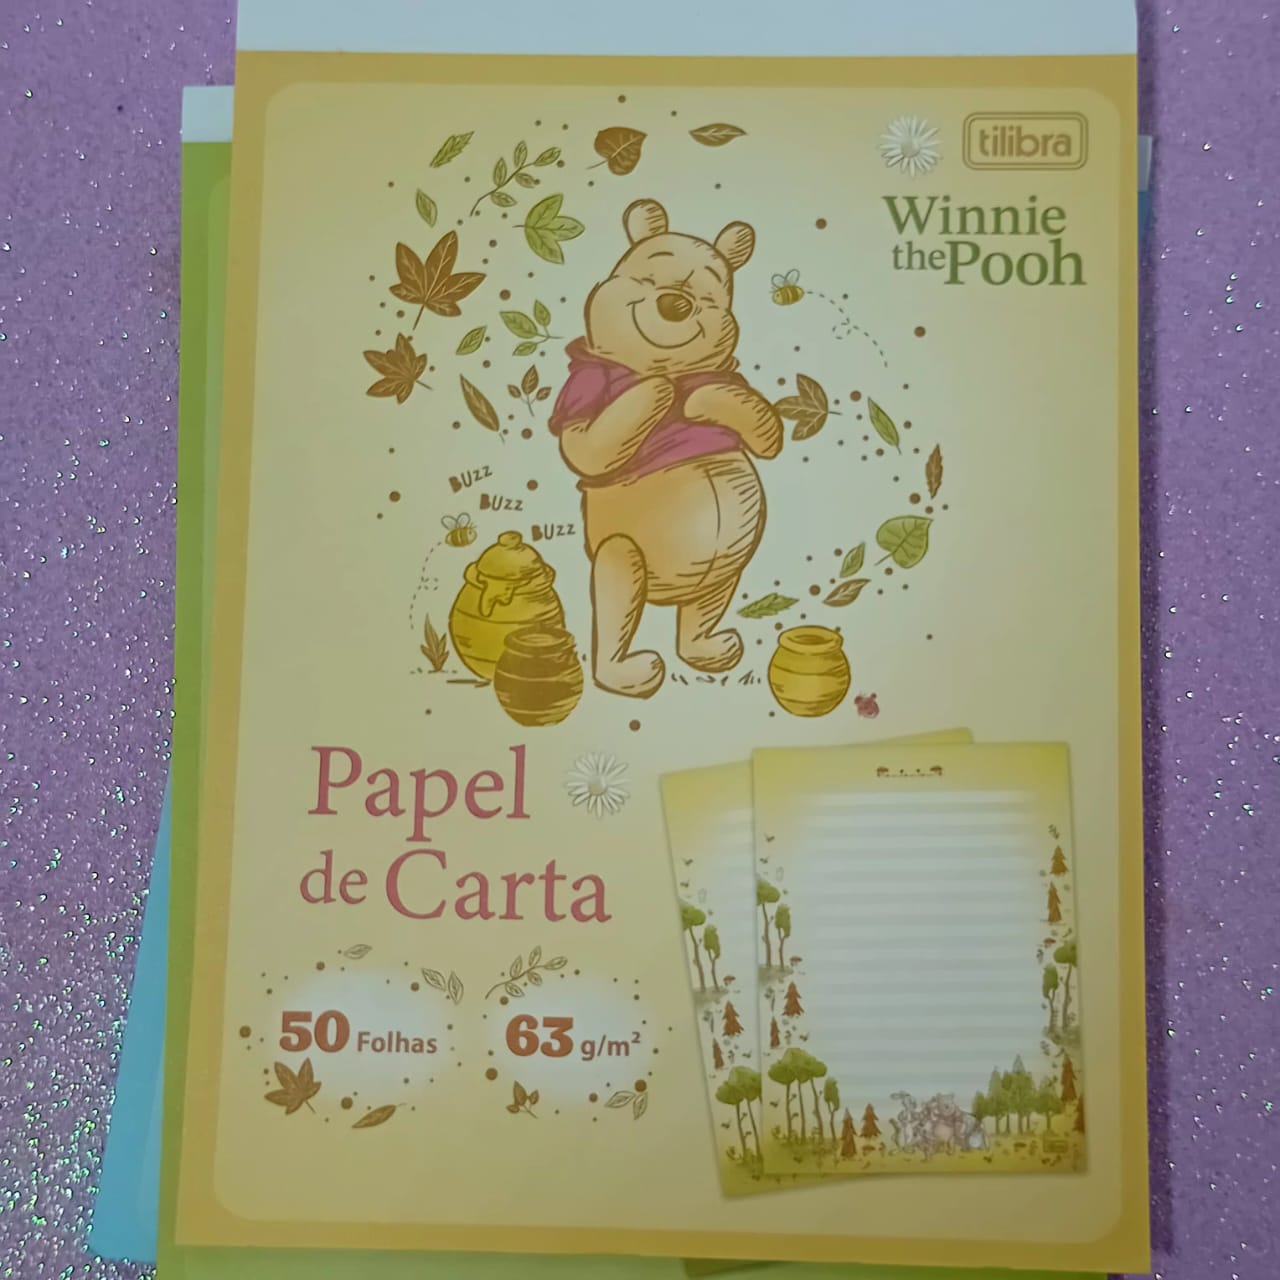 tilibra
Winnie
the Pooh
BUZZ
BUZZ
BUZZ
Papel
de Carta
50 Folhas
63 g/m²